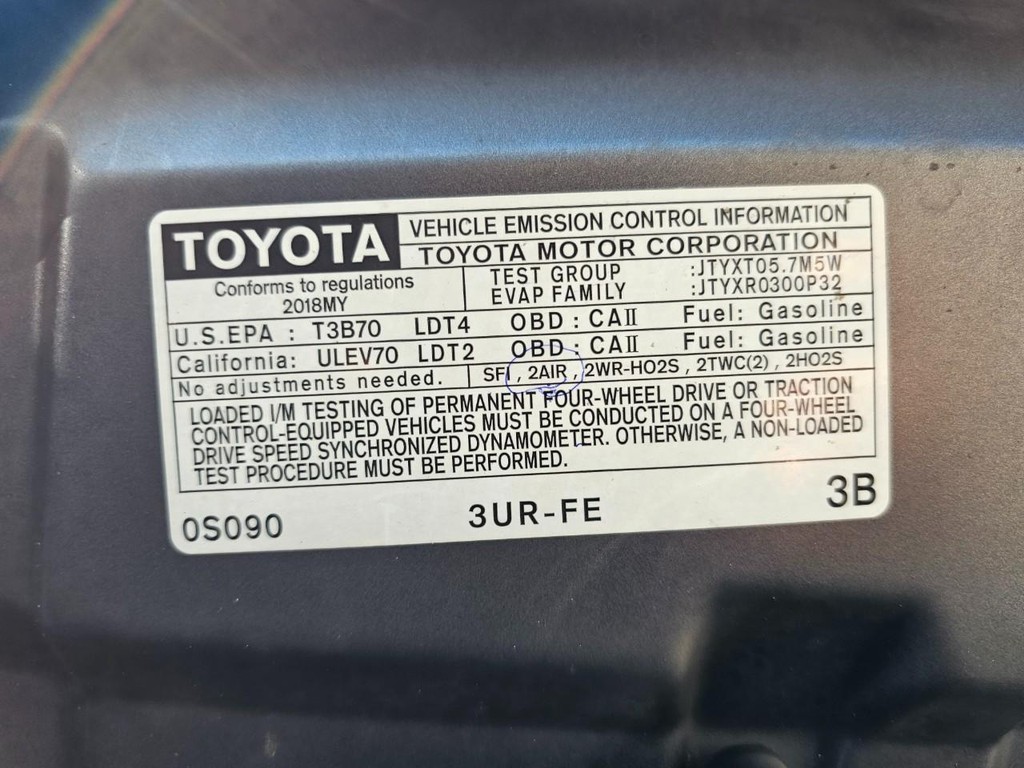 TOYOTA
VEHICLE EMISSION CONTROL INFORMATION
TOYOTA MOTOR CORPORATION
Conforms to regulations
2018MY
TEST GROUP :JTYXT05.7M5W
EVAP FAMILY :JTYXR0300P32
U.S.EPA : T3B70 LDT4 OBD : CAII Fuel: Gasoline
California: ULEV70 LDT2 OBD : CAII Fuel: Gasoline
No adjustments needed. SFI , 2AIR , 2WR-HO2S , 2TWC(2) , 2HO2S
LOADED I/M TESTING OF PERMANENT FOUR-WHEEL DRIVE OR TRACTION
CONTROL-EQUIPPED VEHICLES MUST BE CONDUCTED ON A FOUR-WHEEL
DRIVE SPEED SYNCHRONIZED DYNAMOMETER. OTHERWISE, A NON-LOADED
TEST PROCEDURE MUST BE PERFORMED.
0S090 3UR-FE 3B